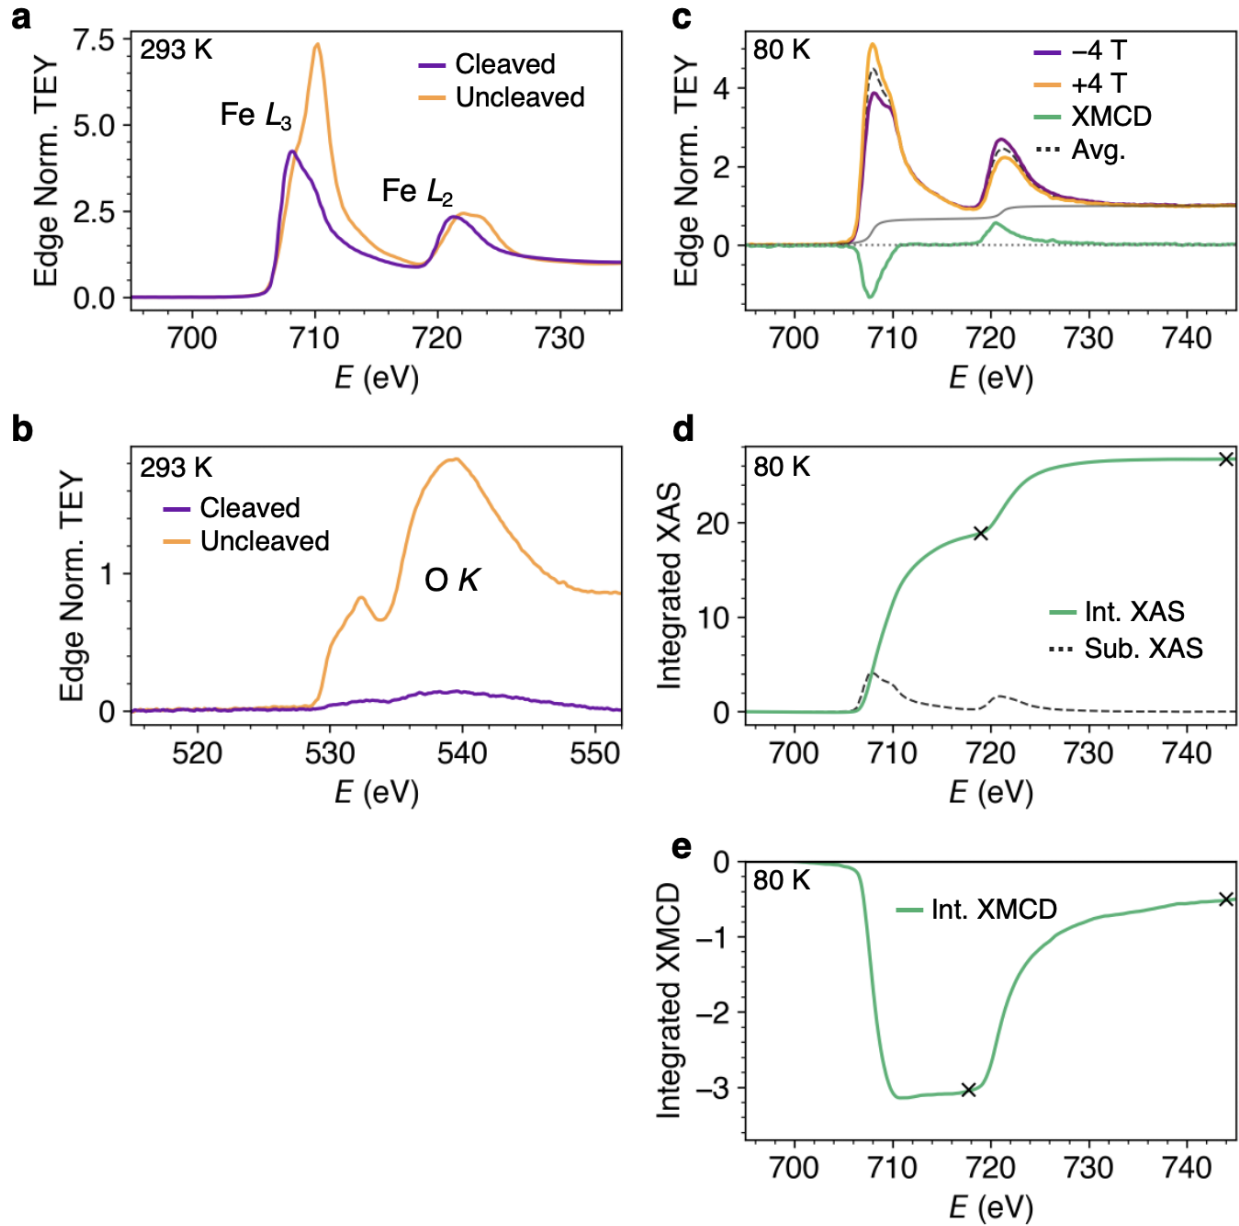 a
293 K
Cleaved
Uncleaved
Fe L₃
Fe L₂
Edge Norm. TEY
7.5
5.0
2.5
0.0
700 710 720 730
E (eV)
c
80 K
−4 T
+4 T
XMCD
Avg.
Edge Norm. TEY
4
2
0
700 710 720 730 740
E (eV)
b
293 K
Cleaved
Uncleaved
O K
Edge Norm. TEY
1
0
520 530 540 550
E (eV)
d
80 K
Int. XAS
Sub. XAS
Integrated XAS
20
10
0
700 710 720 730 740
E (eV)
e
80 K
Int. XMCD
Integrated XMCD
0
−1
−2
−3
700 710 720 730 740
E (eV)